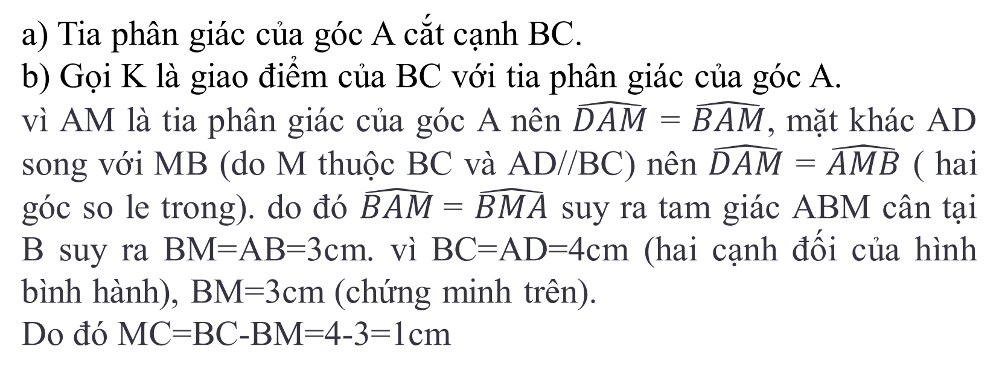 a) Tia phân giác của góc A cắt cạnh BC.
b) Gọi K là giao điểm của BC với tia phân giác của góc A.
vì AM là tia phân giác của góc A nên \widehat{DAM} = \widehat{BAM}, mặt khác AD
song với MB (do M thuộc BC và AD//BC) nên \widehat{DAM} = \widehat{AMB} ( hai
góc so le trong). do đó \widehat{BAM} = \widehat{BMA} suy ra tam giác ABM cân tại
B suy ra BM=AB=3cm. vì BC=AD=4cm (hai cạnh đối của hình
bình hành), BM=3cm (chứng minh trên).
Do đó MC=BC-BM=4-3=1cm